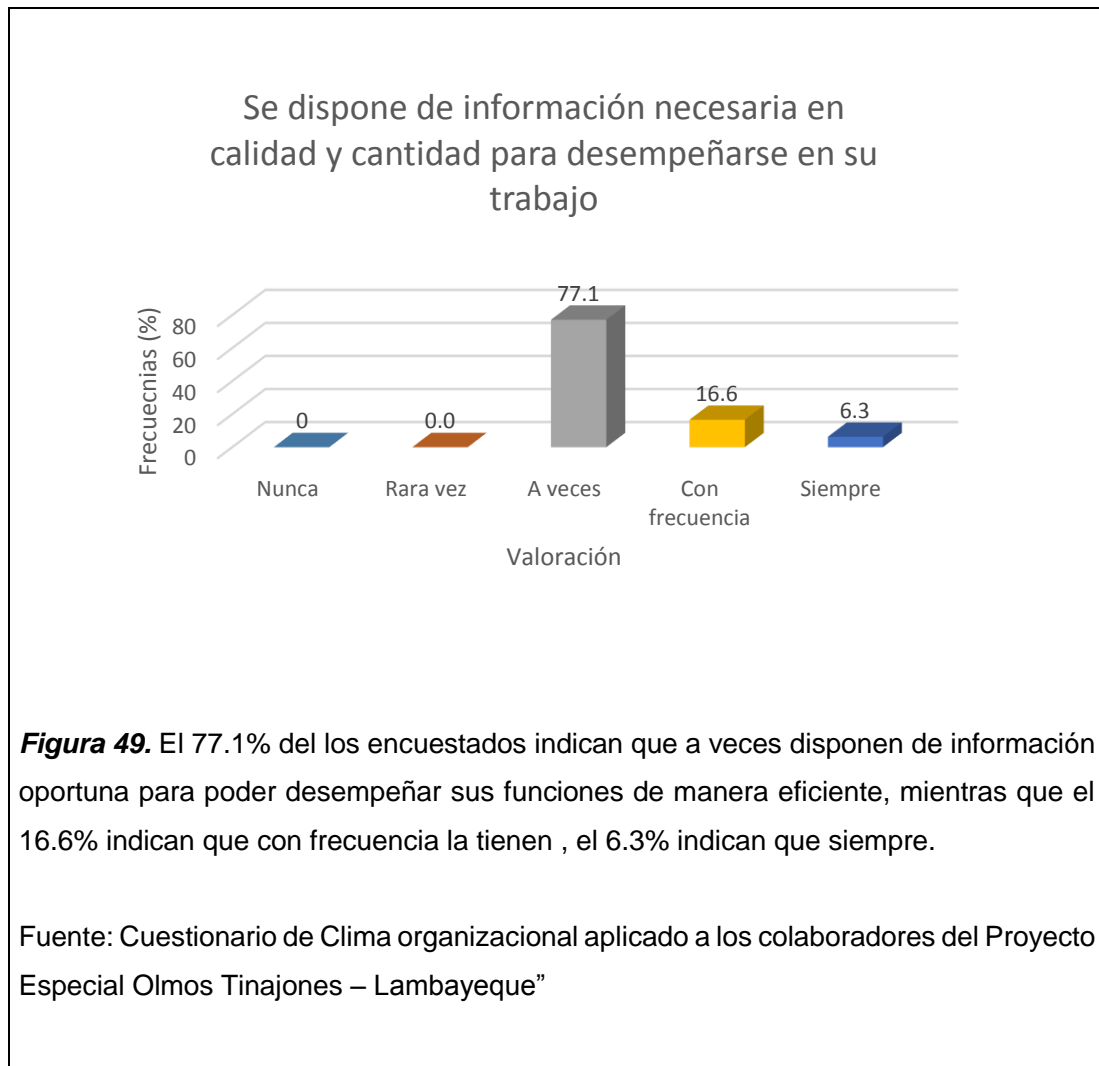 Se dispone de información necesaria en
calidad y cantidad para desempeñarse en su
trabajo
Frecuecnias (%)
80
60
40
20
0
0
0.0
77.1
16.6
6.3
Nunca
Rara vez
A veces
Con
frecuencia
Siempre
Valoración
Figura 49. El 77.1% del los encuestados indican que a veces disponen de información
oportuna para poder desempeñar sus funciones de manera eficiente, mientras que el
16.6% indican que con frecuencia la tienen , el 6.3% indican que siempre.
Fuente: Cuestionario de Clima organizacional aplicado a los colaboradores del Proyecto
Especial Olmos Tinajones – Lambayeque”